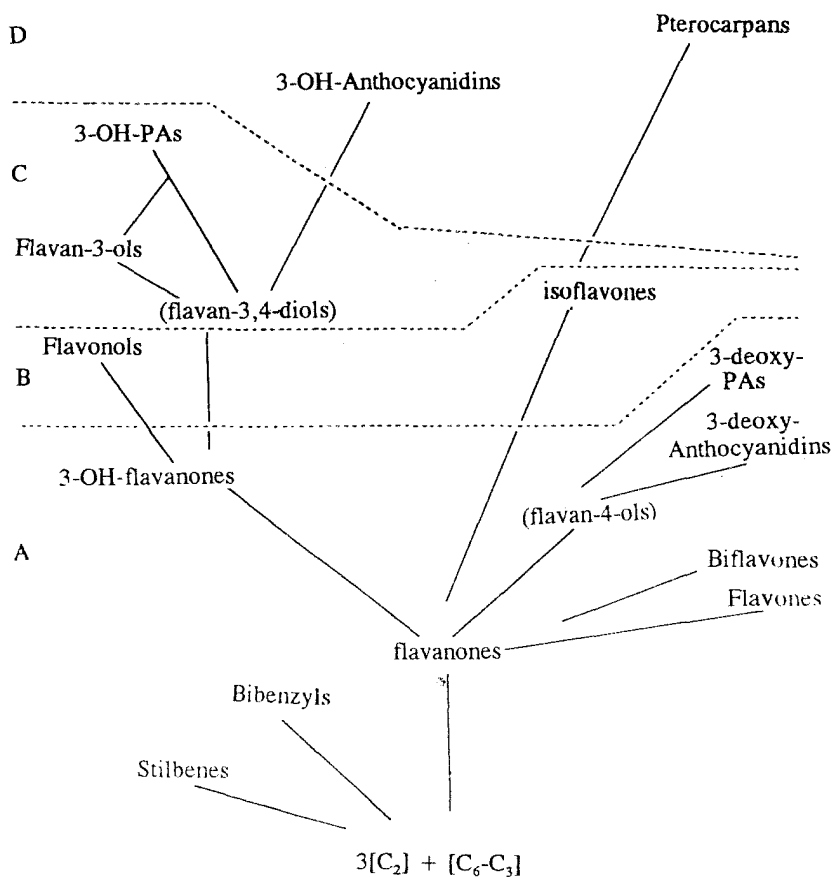 D
Pterocarpans
3-OH-Anthocyanidins
3-OH-PAs
C
Flavan-3-ols
(flavan-3,4-diols)
isoflavones
Flavonols
3-deoxy-
PAs
B
3-deoxy-
Anthocyanidins
3-OH-flavanones
(flavan-4-ols)
A
Biflavones
Flavones
flavanones
Bibenzyls
Stilbenes
3[C₂] + [C₆-C₃]